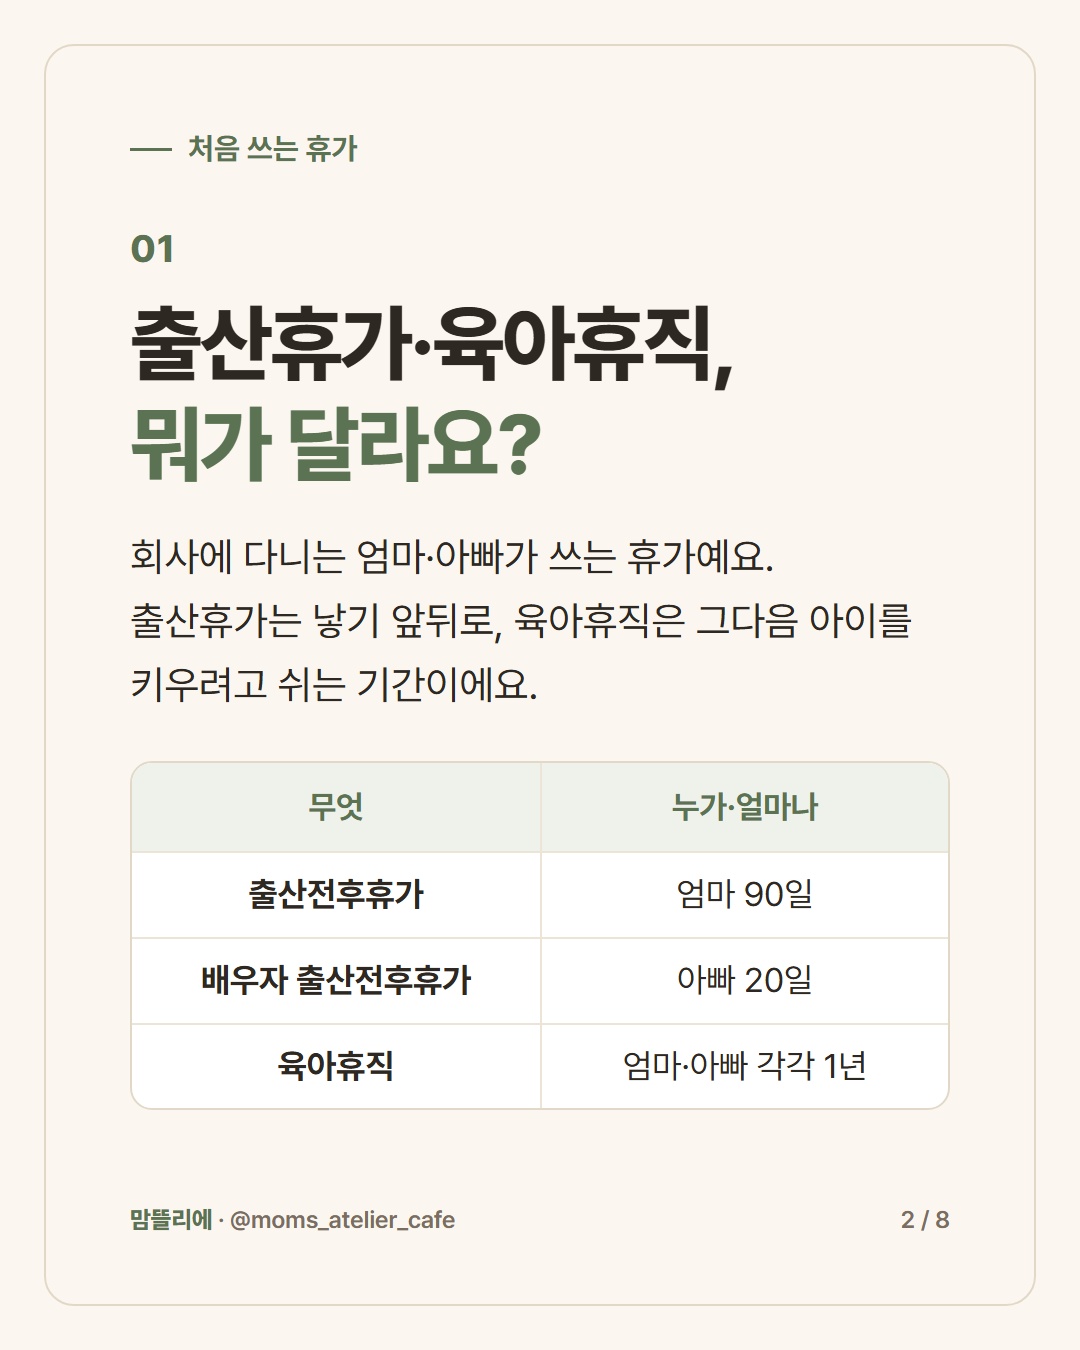 처음 쓰는 휴가
01
출산휴가·육아휴직,
뭐가 달라요?
회사에 다니는 엄마·아빠가 쓰는 휴가예요.
출산휴가는 낳기 앞뒤로, 육아휴직은 그다음 아이를
키우려고 쉬는 기간이에요.
무엇 누가·얼마나
출산전후휴가 엄마 90일
배우자 출산전후휴가 아빠 20일
육아휴직 엄마·아빠 각각 1년
맘뜰리에 · @moms_atelier_cafe 2 / 8